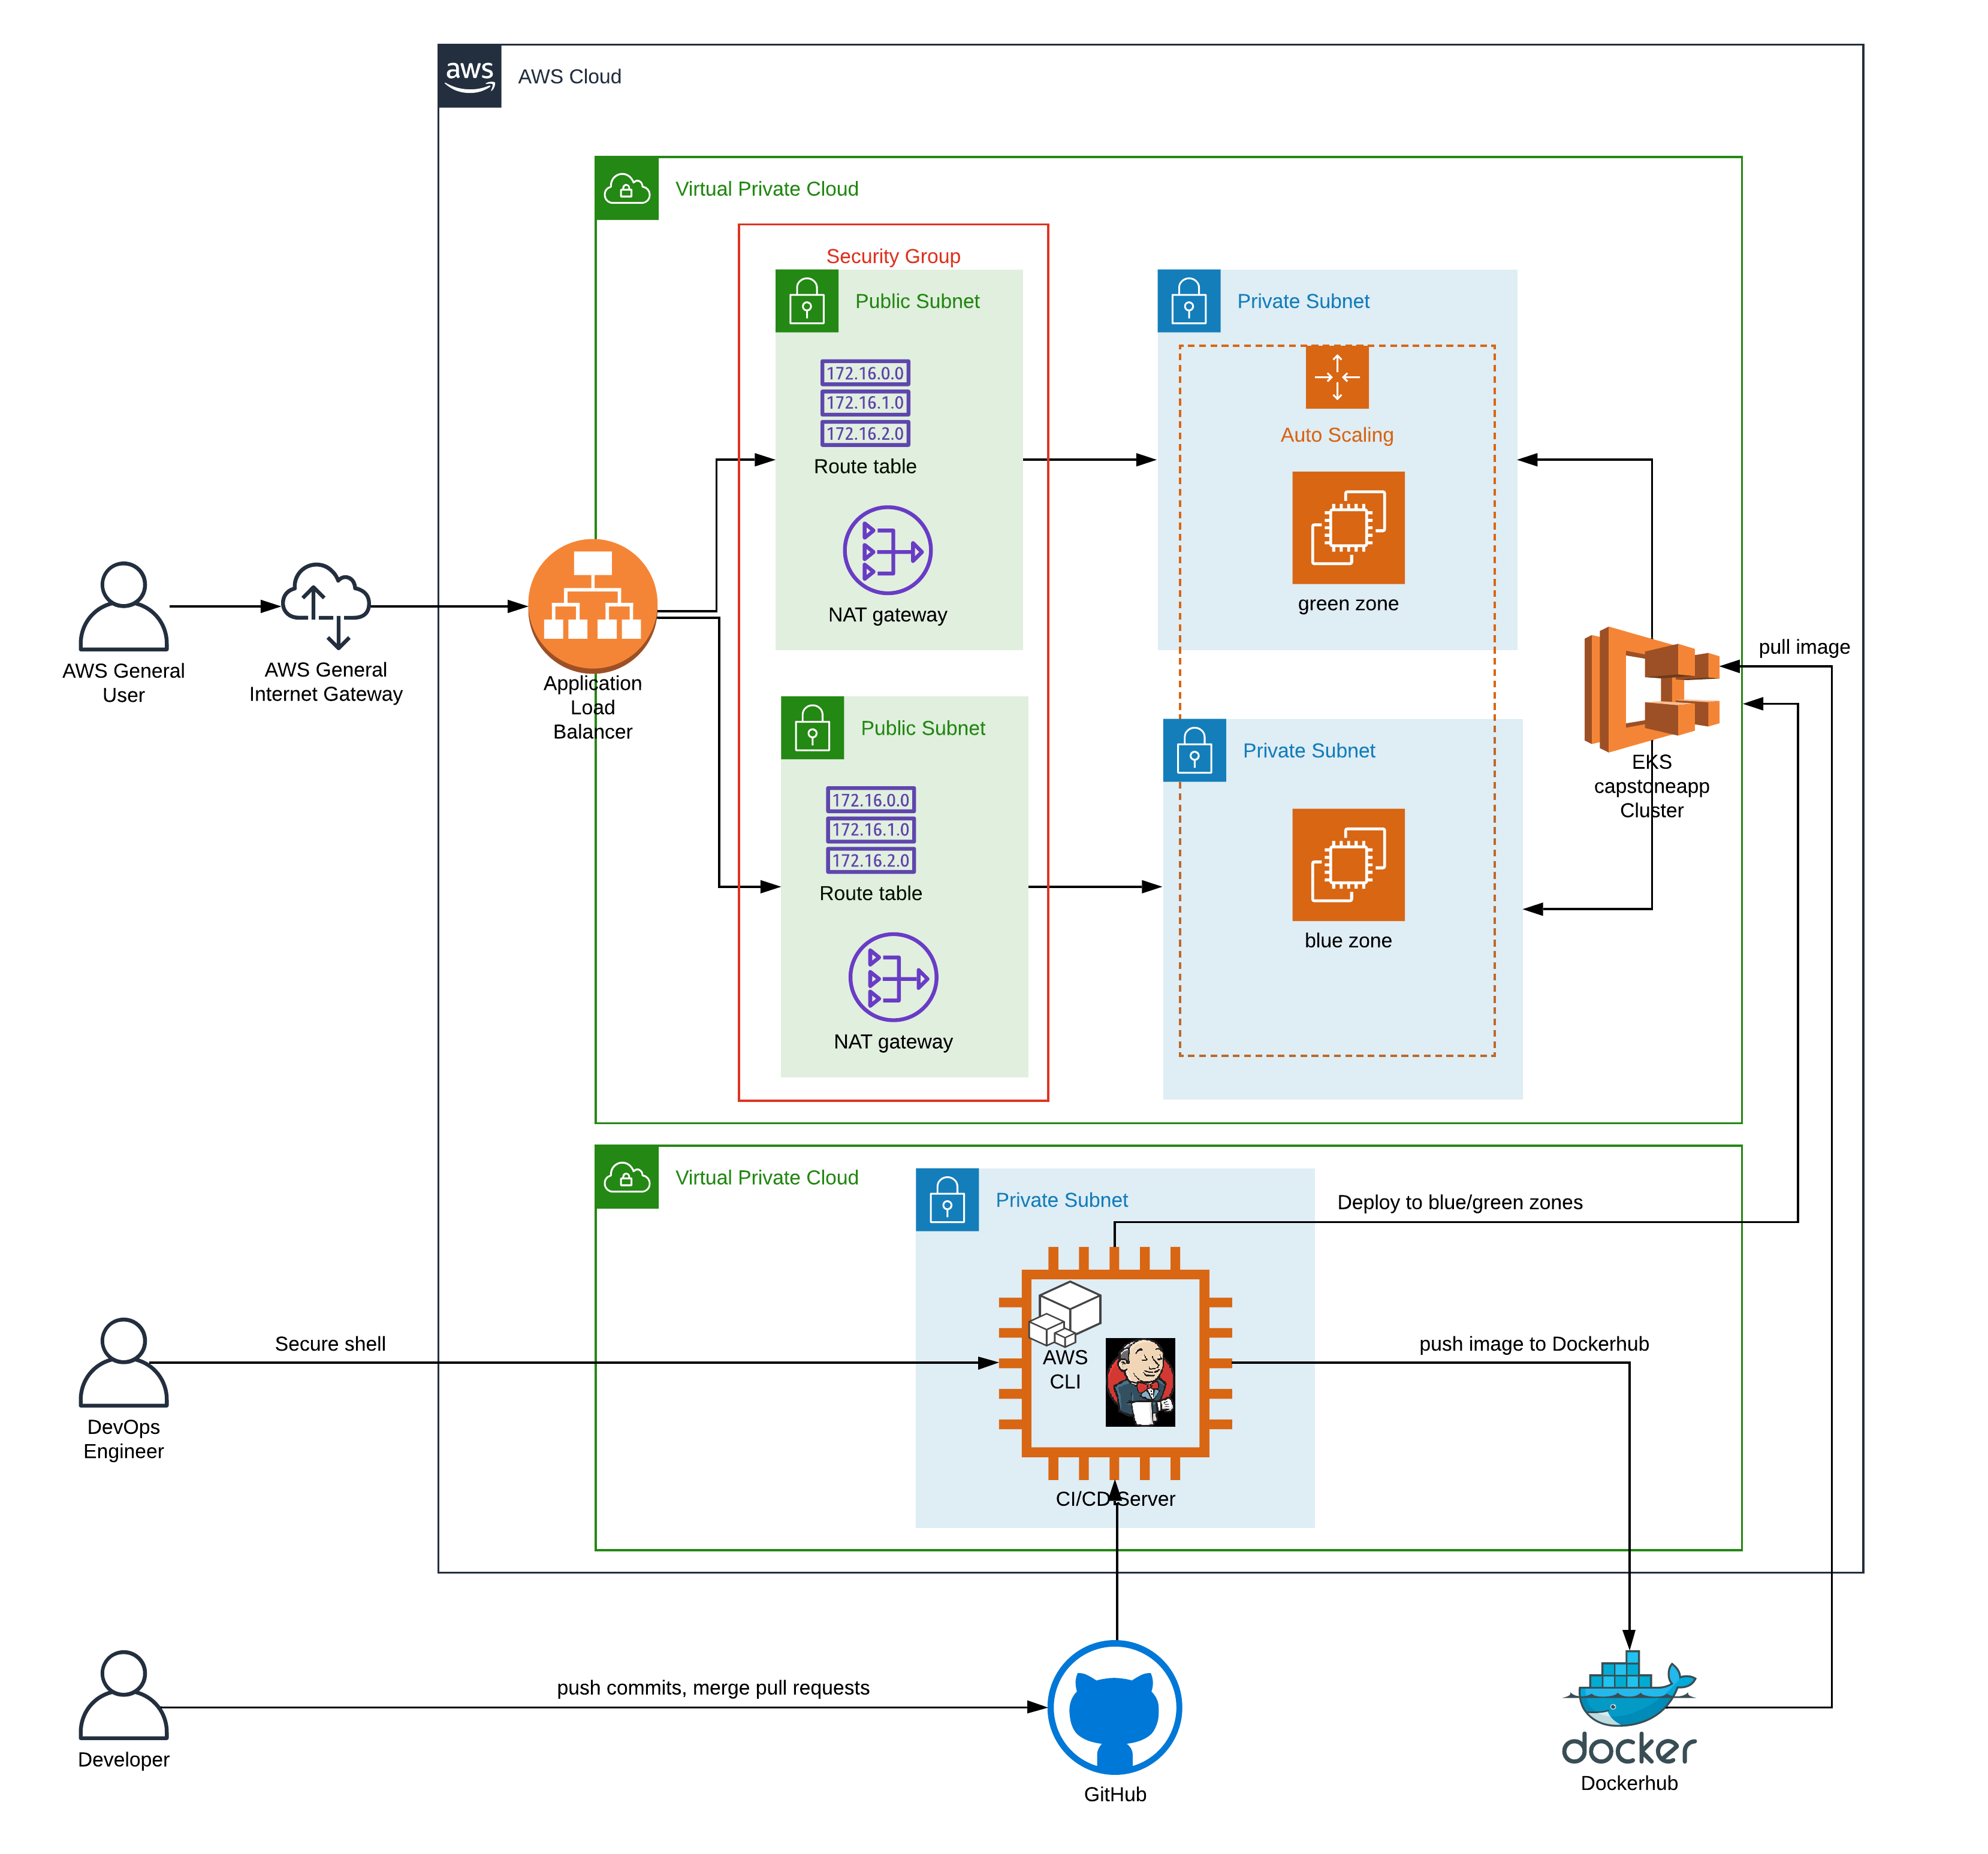 aws
AWS Cloud
Virtual Private Cloud
Security Group
Public Subnet
172.16.0.0
172.16.1.0
172.16.2.0
Route table
NAT gateway
Private Subnet
Auto Scaling
green zone
AWS General
User
AWS General
Internet Gateway
Application
Load
Balancer
Public Subnet
172.16.0.0
172.16.1.0
172.16.2.0
Route table
NAT gateway
Private Subnet
blue zone
EKS
capstoneapp
Cluster
pull image
Virtual Private Cloud
Private Subnet
Deploy to blue/green zones
Secure shell
AWS
CLI
push image to Dockerhub
DevOps
Engineer
CI/CD Server
push commits, merge pull requests
Developer
GitHub
docker
Dockerhub